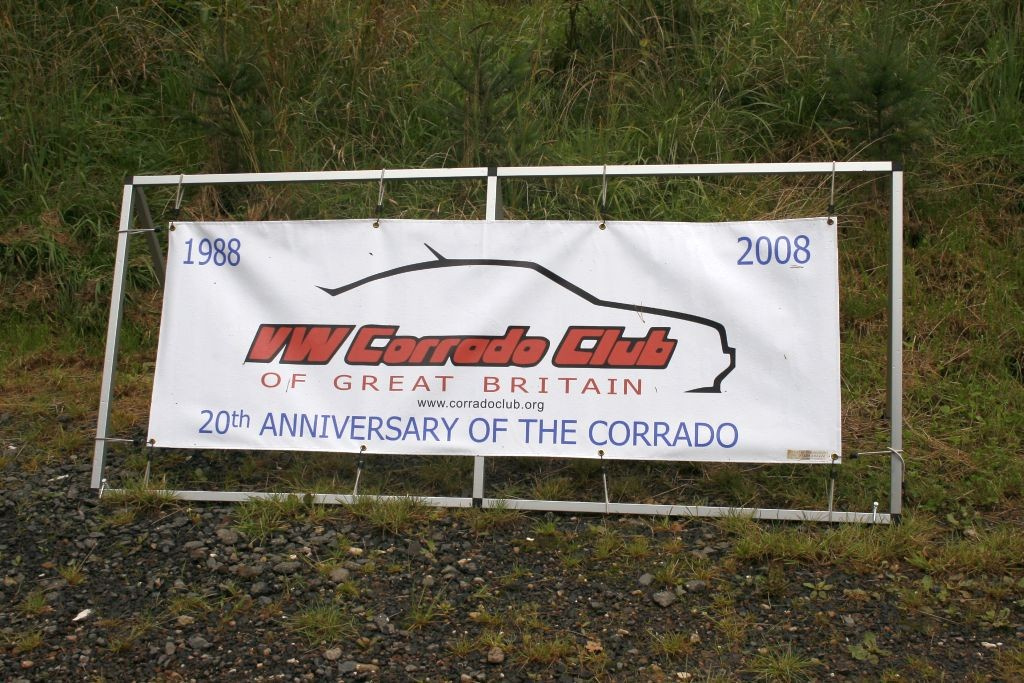 1988 2008
VW Corrado Club
OF GREAT BRITAIN
www.corradoclub.org
20th ANNIVERSARY OF THE CORRADO